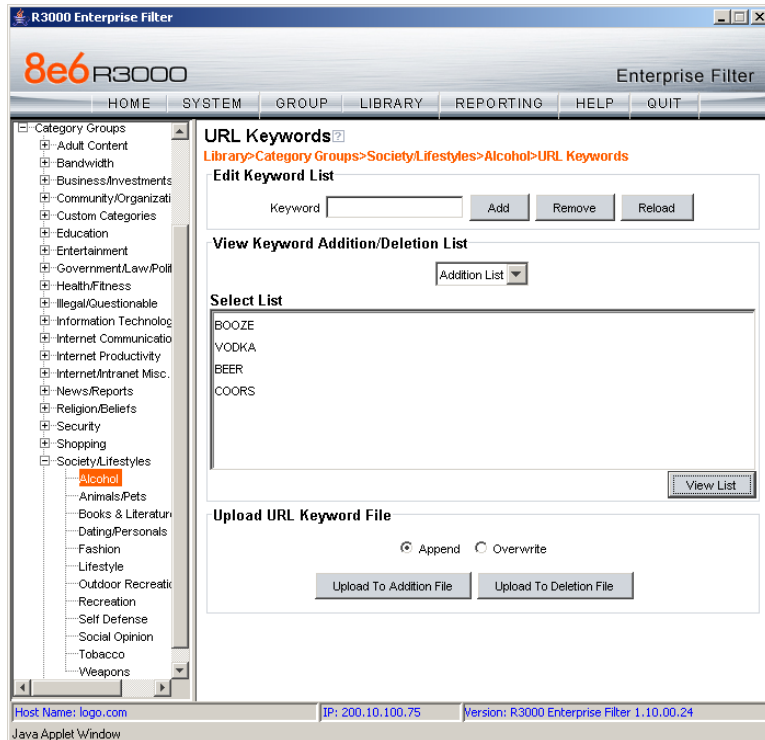 R3000 Enterprise Filter
8e6 R3000
Enterprise Filter
HOME SYSTEM GROUP LIBRARY REPORTING HELP QUIT
Category Groups
Adult Content
Bandwidth
Business/Investments
Community/Organizati
Custom Categories
Education
Entertainment
Government/Law/Polit
Health/Fitness
Illegal/Questionable
Information Technolog
Internet Communicatio
Internet Productivity
Internet/Intranet Misc.
News/Reports
Religion/Beliefs
Security
Shopping
Society/Lifestyles
Alcohol
Animals/Pets
Books & Literature
Dating/Personals
Fashion
Lifestyle
Outdoor Recreatio
Recreation
Self Defense
Social Opinion
Tobacco
Weapons
URL Keywords ?
Library>Category Groups>Society/Lifestyles>Alcohol>URL Keywords
Edit Keyword List
Keyword Add Remove Reload
View Keyword Addition/Deletion List
Addition List
Select List
BOOZE
VODKA
BEER
COORS
View List
Upload URL Keyword File
Append Overwrite
Upload To Addition File Upload To Deletion File
Host Name: logo.com IP: 200.10.100.75 Version: R3000 Enterprise Filter 1.10.00.24
Java Applet Window